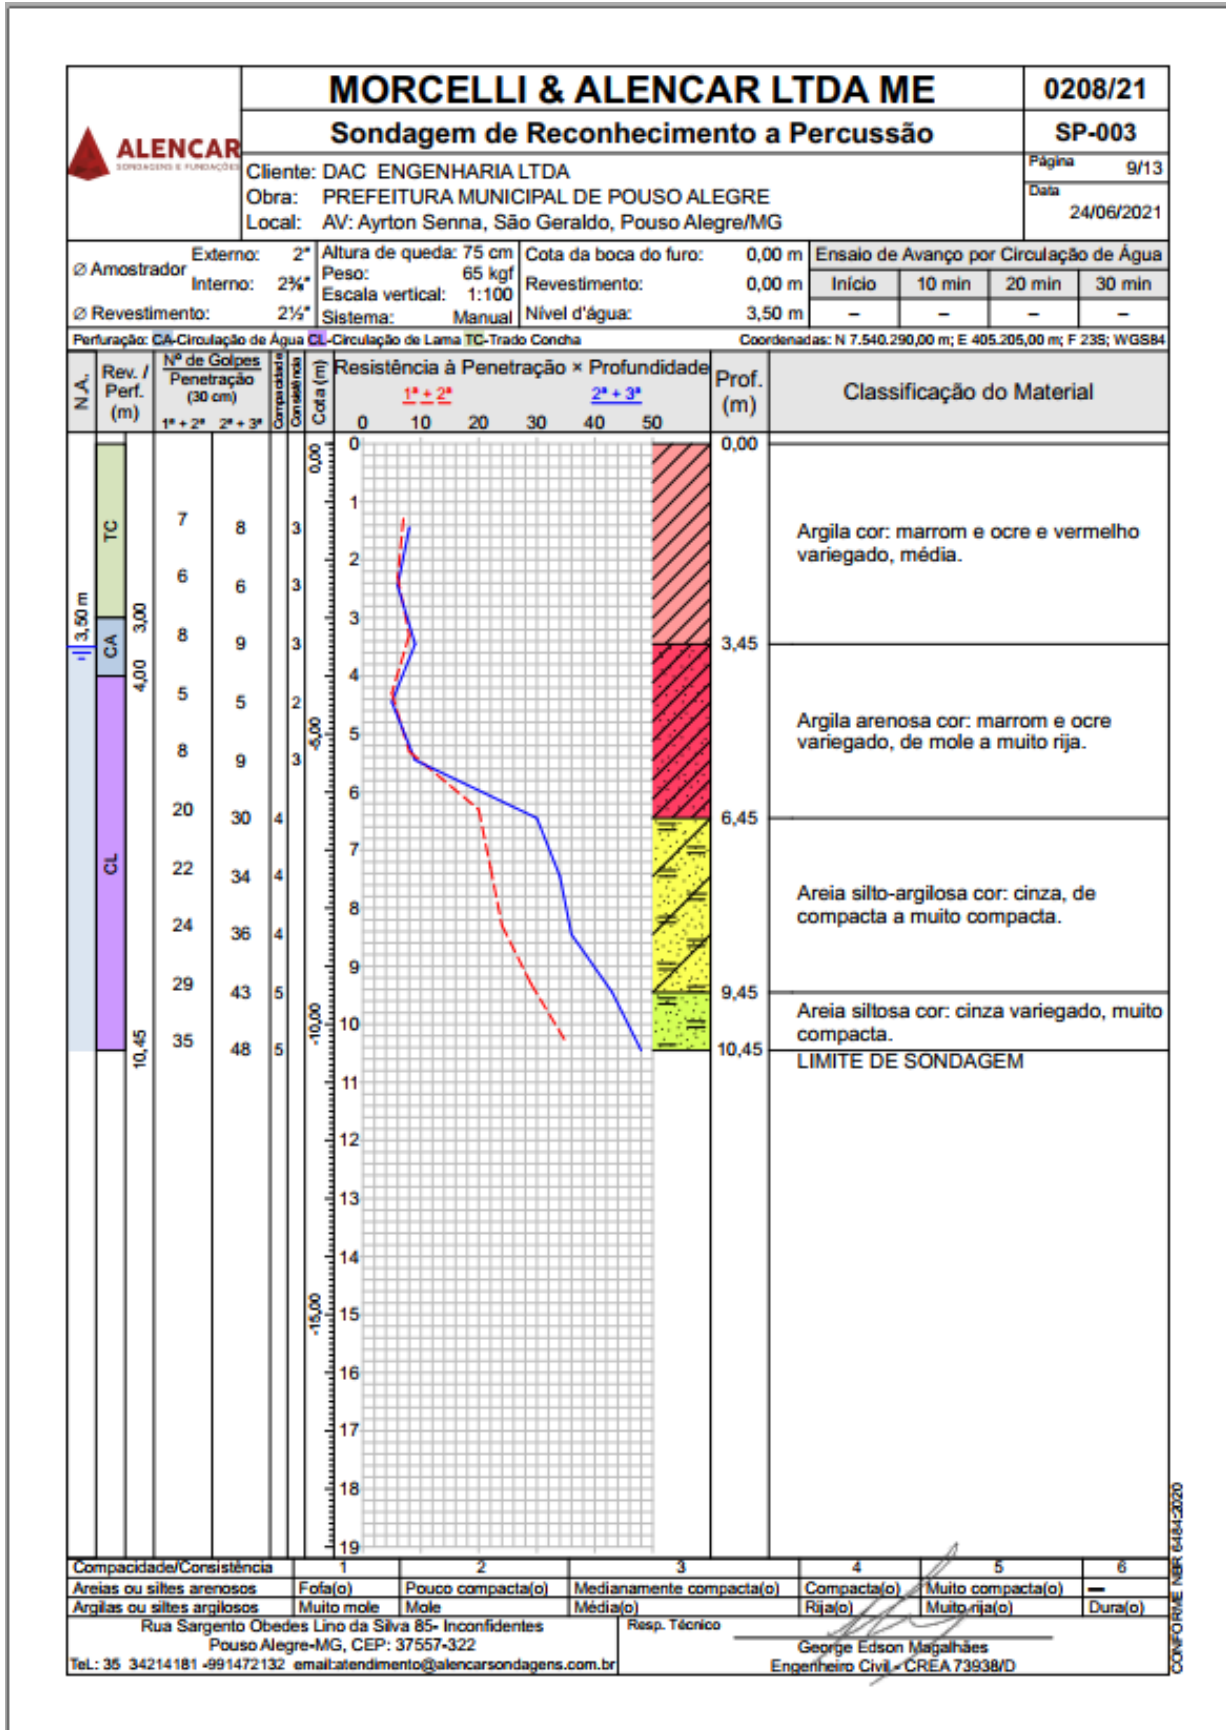 MORCELLI & ALENCAR LTDA ME
0208/21
ALENCAR
SONDAGENS E FUNDAÇÕES
Sondagem de Reconhecimento a Percussão
SP-003
Cliente: DAC ENGENHARIA LTDA
Obra: PREFEITURA MUNICIPAL DE POUSO ALEGRE
Local: AV: Ayrton Senna, São Geraldo, Pouso Alegre/MG
Página 9/13
Data 24/06/2021
Ø Amostrador Externo: 2"
Interno: 2⅜"
Ø Revestimento: 2½"
Altura de queda: 75 cm
Peso: 65 kgf
Escala vertical: 1:100
Sistema: Manual
Cota da boca do furo: 0,00 m
Revestimento: 0,00 m
Nível d'água: 3,50 m
Ensaio de Avanço por Circulação de Água
Início 10 min 20 min 30 min
– – – –
Perfuração: CA-Circulação de Água CL-Circulação de Lama TC-Trado Concha
Coordenadas: N 7.540.290,00 m; E 405.205,00 m; F 23S; WGS84
N.A.
Rev. / Perf. (m)
Nº de Golpes
Penetração
(30 cm)
1ª + 2ª 2ª + 3ª
Compacidade
Consistência
Cota (m)
Resistência à Penetração × Profundidade
1ª + 2ª 2ª + 3ª
0 10 20 30 40 50
Prof. (m)
Classificação do Material
3,50 m
TC
3,00
CA
4,00
CL
10,45
7 8 3
6 6 3
8 9 3
5 5 2
8 9 3
20 30 4
22 34 4
24 36 4
29 43 5
35 48 5
0,00
-5,00
-10,00
-15,00
0
1
2
3
4
5
6
7
8
9
10
11
12
13
14
15
16
17
18
19
0,00
Argila cor: marrom e ocre e vermelho
variegado, média.
3,45
Argila arenosa cor: marrom e ocre
variegado, de mole a muito rija.
6,45
Areia silto-argilosa cor: cinza, de
compacta a muito compacta.
9,45
Areia siltosa cor: cinza variegado, muito
compacta.
10,45
LIMITE DE SONDAGEM
Compacidade/Consistência 1 2 3 4 5 6
Areias ou siltes arenosos Fofa(o) Pouco compacta(o) Medianamente compacta(o) Compacta(o) Muito compacta(o) —
Argilas ou siltes argilosos Muito mole Mole Média(o) Rija(o) Muito rija(o) Dura(o)
Rua Sargento Obedes Lino da Silva 85- Inconfidentes
Pouso Alegre-MG, CEP: 37557-322
TeL: 35 34214181 -991472132 email:atendimento@alencarsondagens.com.br
Resp. Técnico
George Edson Magalhães
Engenheiro Civil - CREA 73938/D
CONFORME NBR 6484:2020